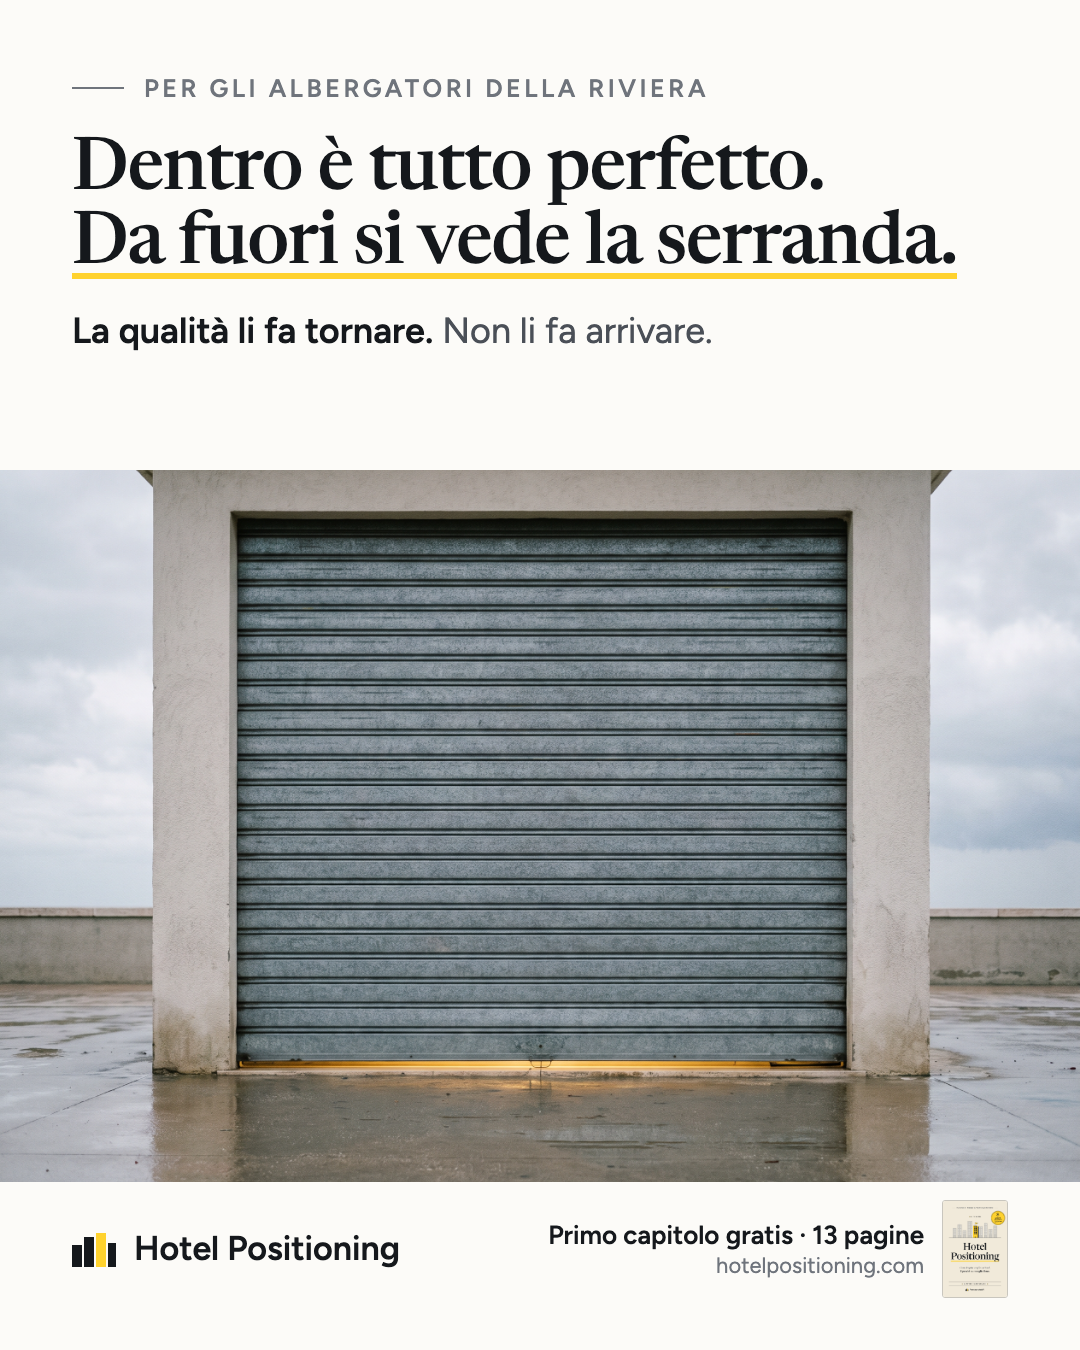 PER GLI ALBERGATORI DELLA RIVIERA
Dentro è tutto perfetto.
Da fuori si vede la serranda.
La qualità li fa tornare. Non li fa arrivare.
Hotel Positioning
Primo capitolo gratis · 13 pagine
hotelpositioning.com
Hotel
Positioning